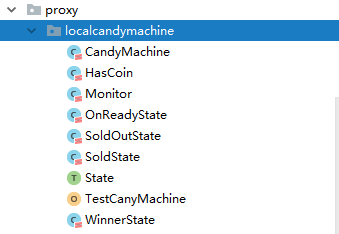 proxy
localcandymachine
CandyMachine
HasCoin
Monitor
OnReadyState
SoldOutState
SoldState
State
TestCanyMachine
WinnerState